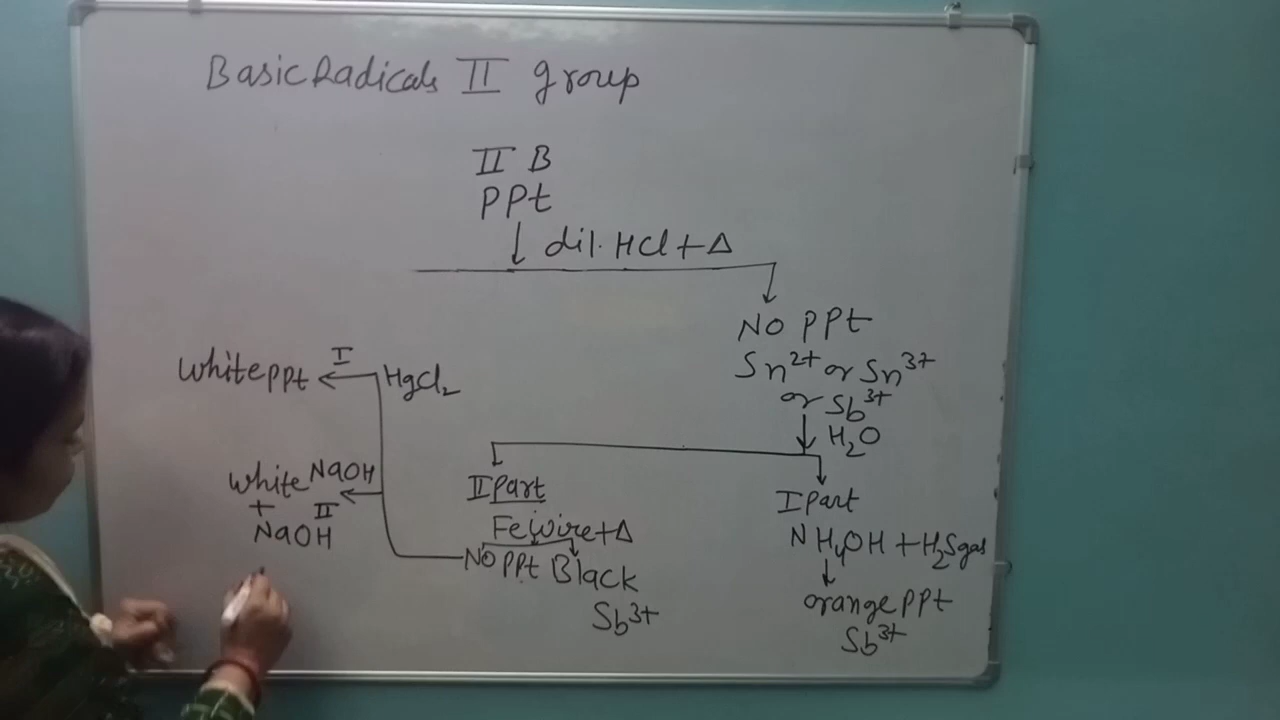 Basic Radicals II group
II B
PPt
dil. HCl + Δ
NO PPt
Sn²⁺ or Sn³⁺
or Sb³⁺
H₂O
I
White PPt
HgCl₂
White NaOH
+
II
NaOH
II Part
Fe wire + Δ
NO PPt Black
Sb³⁺
I Part
NH₄OH + H₂S gas
orange PPt
Sb³⁺